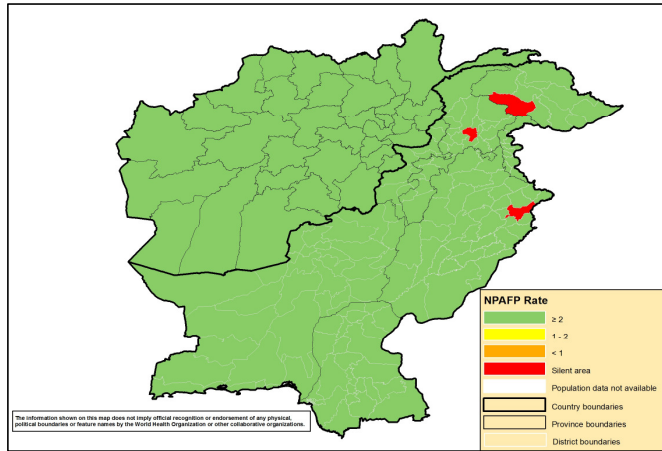 NPAFP Rate
≥ 2
1 - 2
< 1
Silent area
Population data not available
Country boundaries
Province boundaries
District boundaries
The information shown on this map does not imply official recognition or endorsement of any physical,
political boundaries or feature names by the World Health Organization or other collaborative organizations.